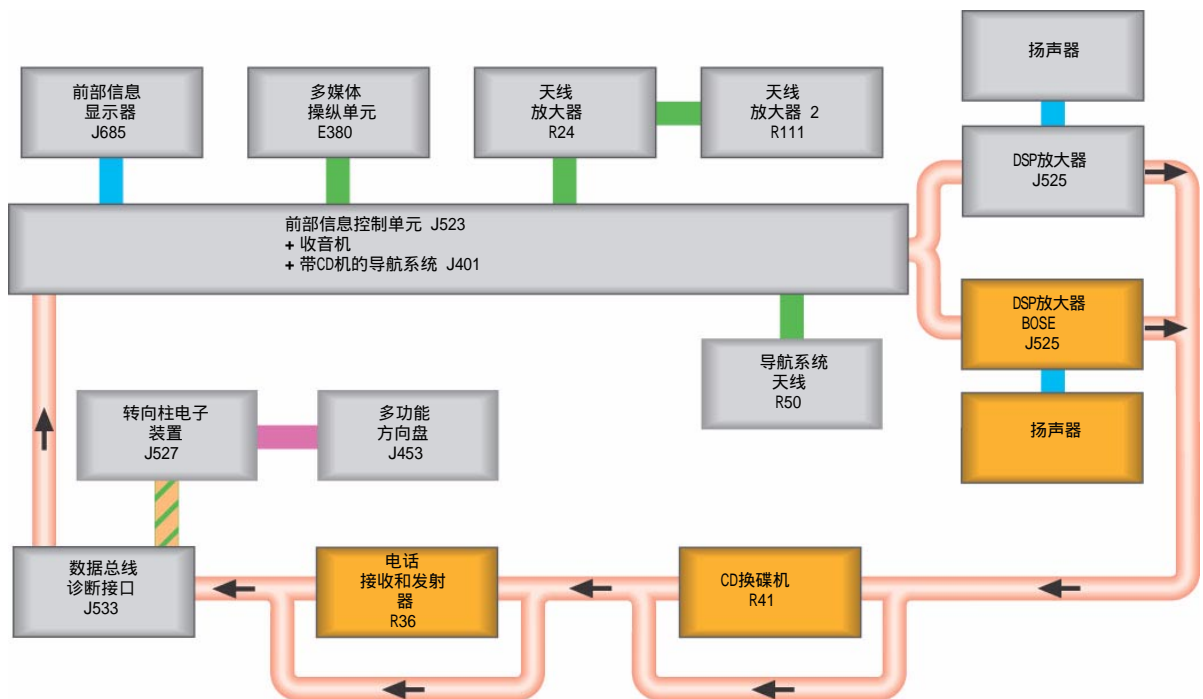 前部信息
显示器
J685
多媒体
操纵单元
E380
天线
放大器
R24
天线
放大器 2
R111
扬声器
DSP放大器
J525
前部信息控制单元 J523
+ 收音机
+ 带CD机的导航系统 J401
DSP放大器
BOSE
J525
扬声器
导航系统
天线
R50
转向柱电子
装置
J527
多功能
方向盘
J453
数据总线
诊断接口
J533
电话
接收和发射
器
R36
CD换碟机
R41